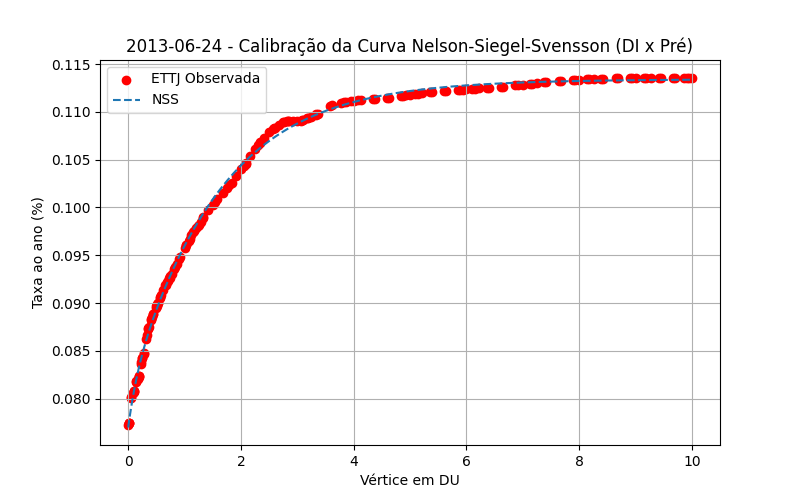 2013-06-24 - Calibração da Curva Nelson-Siegel-Svensson (DI x Pré)
ETTJ Observada
NSS
Taxa ao ano (%)
0.115
0.110
0.105
0.100
0.095
0.090
0.085
0.080
0 2 4 6 8 10
Vértice em DU